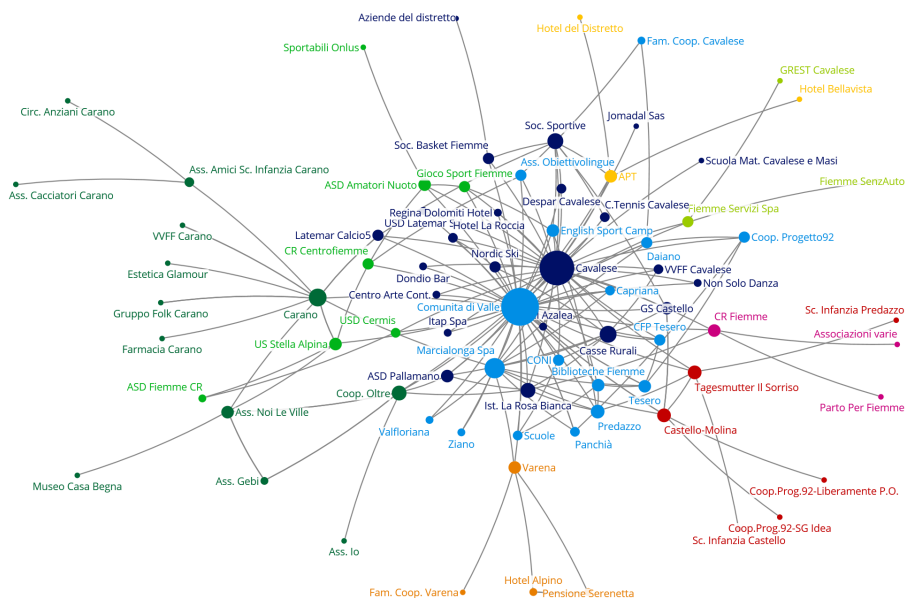 Aziende del distretto
Hotel del Distretto
Sportabili Onlus
Fam. Coop. Cavalese
GREST Cavalese
Hotel Bellavista
Circ. Anziani Carano
Jomadal Sas
Soc. Sportive
Soc. Basket Fiemme
Ass. Obiettivolingue
Scuola Mat. Cavalese e Masi
Ass. Amici Sc. Infanzia Carano
Gioco Sport Fiemme
APT
Fiemme SenzAuto
Ass. Cacciatori Carano
ASD Amatori Nuoto
Despar Cavalese
C.Tennis Cavalese
Fiemme Servizi Spa
Regina Dolomiti Hotel
USD Latemar
Hotel La Roccia
English Sport Camp
VVFF Carano
Latemar Calcio5
Coop. Progetto92
CR Centrofiemme
Nordic Ski
Daiano
Estetica Glamour
Dondio Bar
Cavalese
VVFF Cavalese
Non Solo Danza
Centro Arte Cont.
Capriana
Gruppo Folk Carano
Carano
Comunita di Valle
Azalea
GS Castello
Sc. Infanzia Predazzo
USD Cermis
Itap Spa
CFP Tesero
CR Fiemme
Associazioni varie
Farmacia Carano
US Stella Alpina
Marcialonga Spa
Casse Rurali
CONI
Biblioteche Fiemme
ASD Pallamano
Tagesmutter Il Sorriso
ASD Fiemme CR
Coop. Oltre
Ist. La Rosa Bianca
Tesero
Parto Per Fiemme
Ass. Noi Le Ville
Valfloriana
Ziano
Scuole
Panchià
Predazzo
Castello-Molina
Varena
Museo Casa Begna
Ass. Gebi
Coop.Prog.92-Liberamente P.O.
Coop.Prog.92-SG Idea
Sc. Infanzia Castello
Ass. Io
Hotel Alpino
Fam. Coop. Varena
Pensione Serenetta